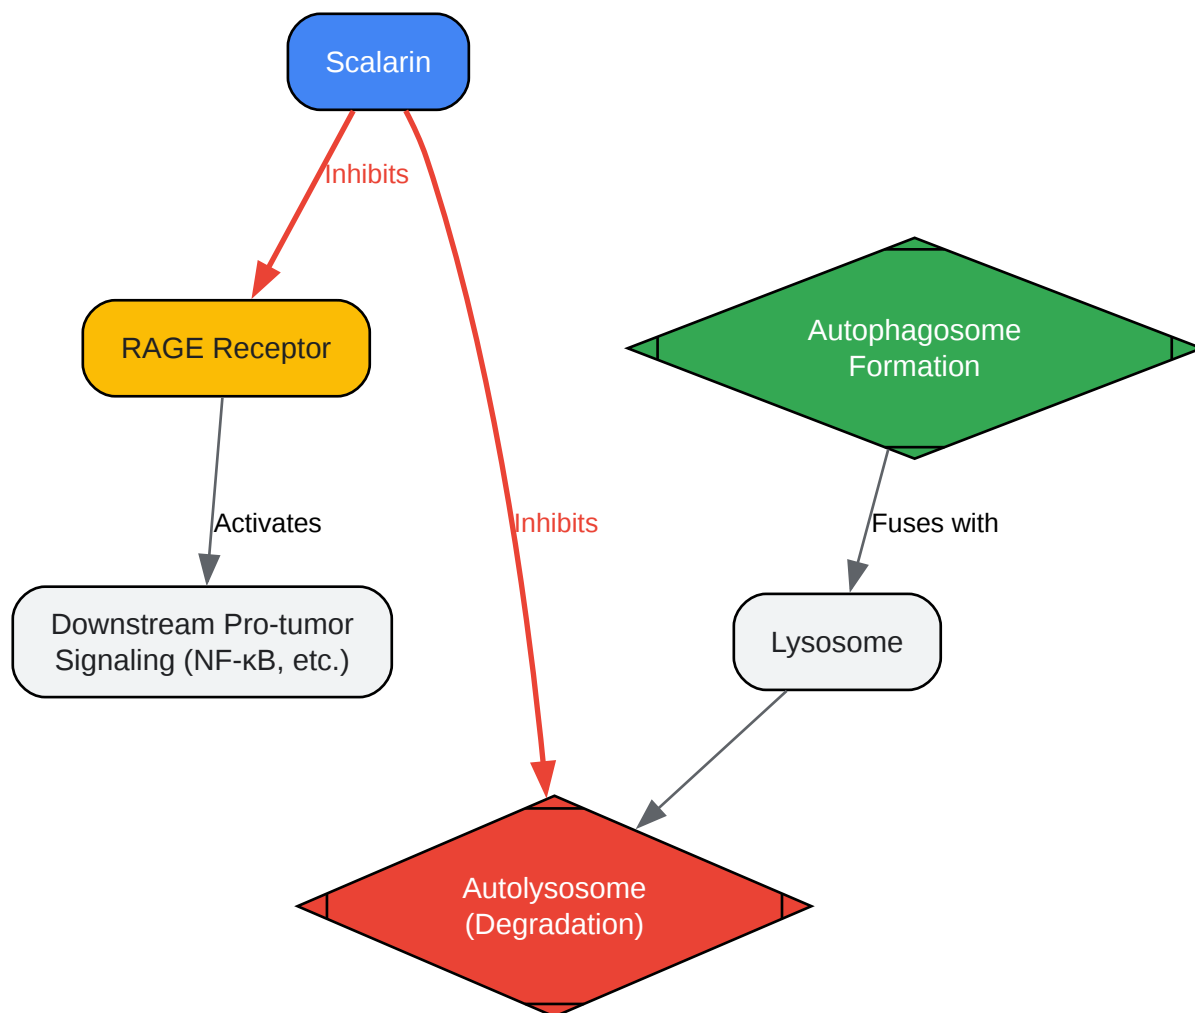 Scalarin
Inhibits
Autophagosome
Formation
RAGE Receptor
Activates
Inhibits
Fuses with
Downstream Pro-tumor
Signaling (NF-κB, etc.)
Lysosome
Autolysosome
(Degradation)